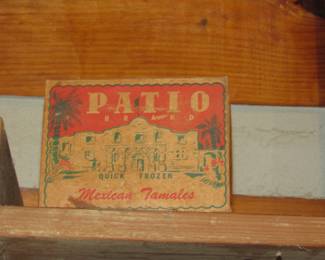 PATIO
BRAND
QUICK FROZEN
Mexican Tamales